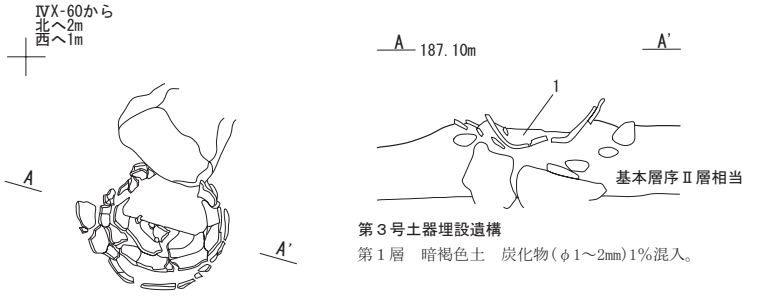 ⅣX-60から
北へ2m
西へ1m
A
A'
A 187.10m
A'
1
基本層序Ⅱ層相当
第３号土器埋設遺構
第１層　暗褐色土　炭化物(φ1～2mm)1%混入。